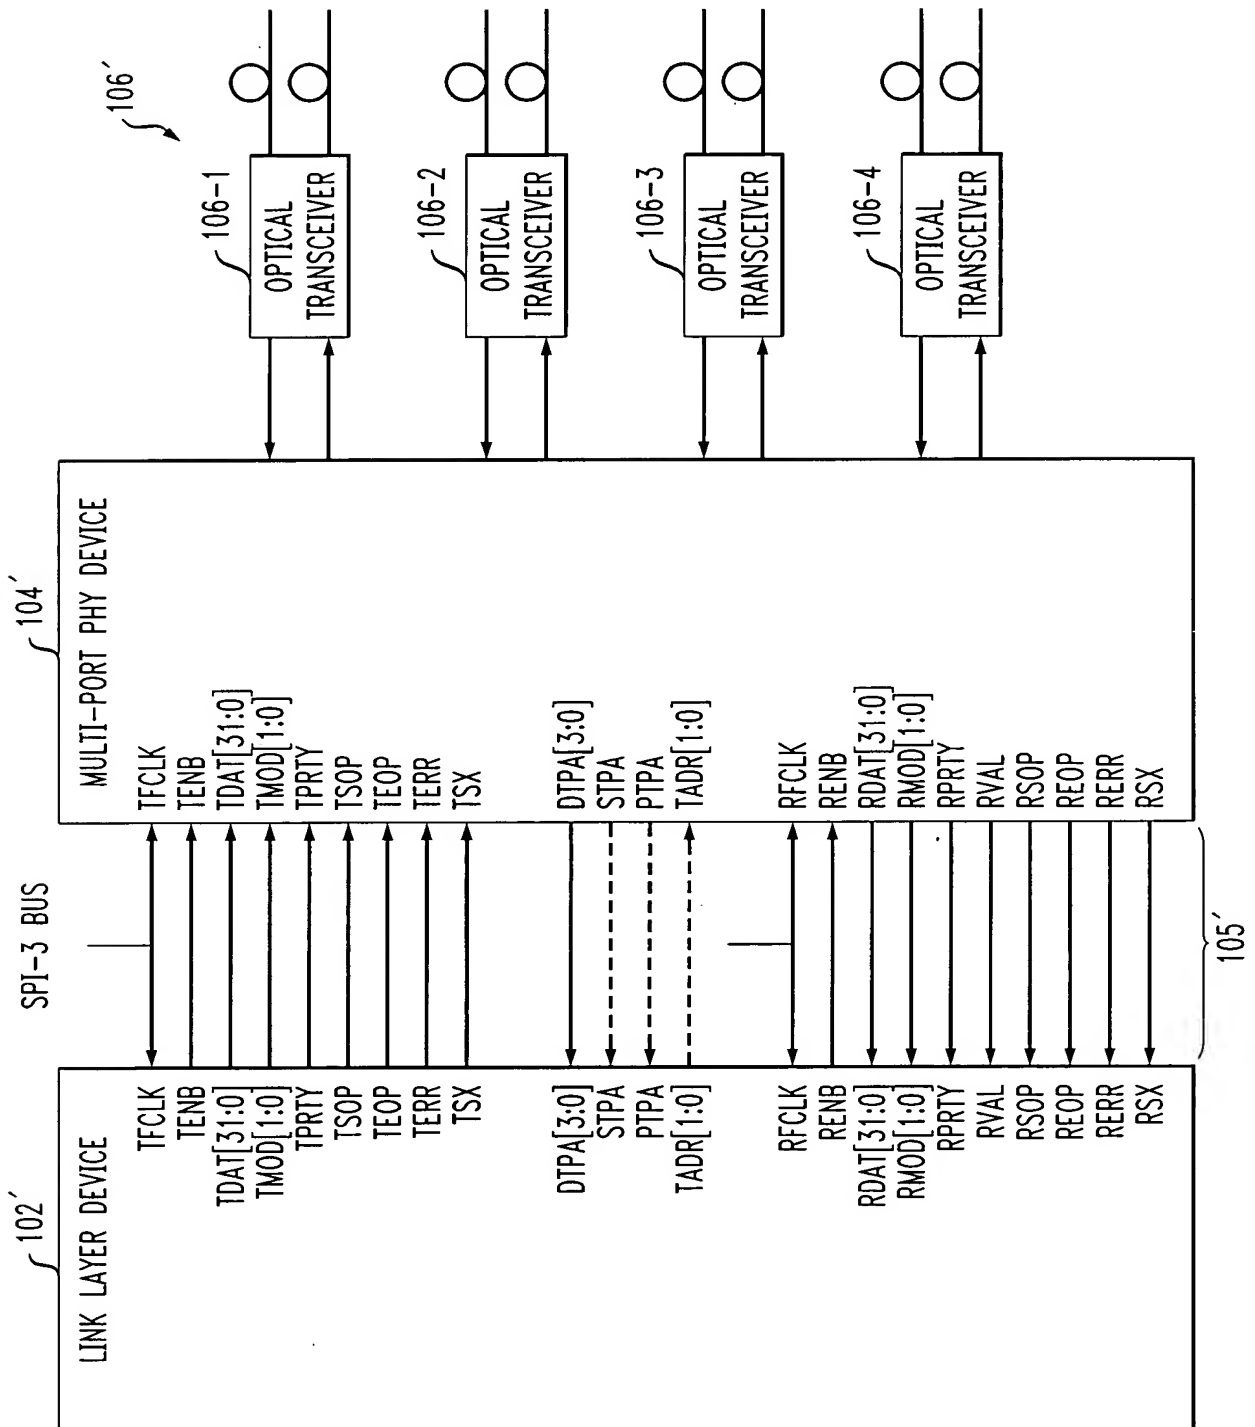 102′
LINK LAYER DEVICE
TFCLK
TENB
TDAT[31:0]
TMOD[1:0]
TPRTY
TSOP
TEOP
TERR
TSX
DTPA[3:0]
STPA
PTPA
TADR[1:0]
RFCLK
RENB
RDAT[31:0]
RMOD[1:0]
RPRTY
RVAL
RSOP
REOP
RERR
RSX
SPI-3 BUS
105′
104′
MULTI-PORT PHY DEVICE
TFCLK
TENB
TDAT[31:0]
TMOD[1:0]
TPRTY
TSOP
TEOP
TERR
TSX
DTPA[3:0]
STPA
PTPA
TADR[1:0]
RFCLK
RENB
RDAT[31:0]
RMOD[1:0]
RPRTY
RVAL
RSOP
REOP
RERR
RSX
106′
106-1
OPTICAL
TRANSCEIVER
106-2
OPTICAL
TRANSCEIVER
106-3
OPTICAL
TRANSCEIVER
106-4
OPTICAL
TRANSCEIVER